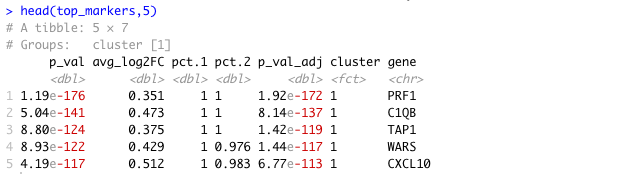 > head(top_markers,5)
# A tibble: 5 × 7
# Groups:   cluster [1]
      p_val avg_log2FC pct.1 pct.2 p_val_adj cluster gene
      <dbl>      <dbl> <dbl> <dbl>     <dbl> <fct>   <chr>
1 1.19e-176      0.351     1 1     1.92e-172 1       PRF1
2 5.04e-141      0.473     1 1     8.14e-137 1       C1QB
3 8.80e-124      0.375     1 1     1.42e-119 1       TAP1
4 8.93e-122      0.429     1 0.976 1.44e-117 1       WARS
5 4.19e-117      0.512     1 0.983 6.77e-113 1       CXCL10